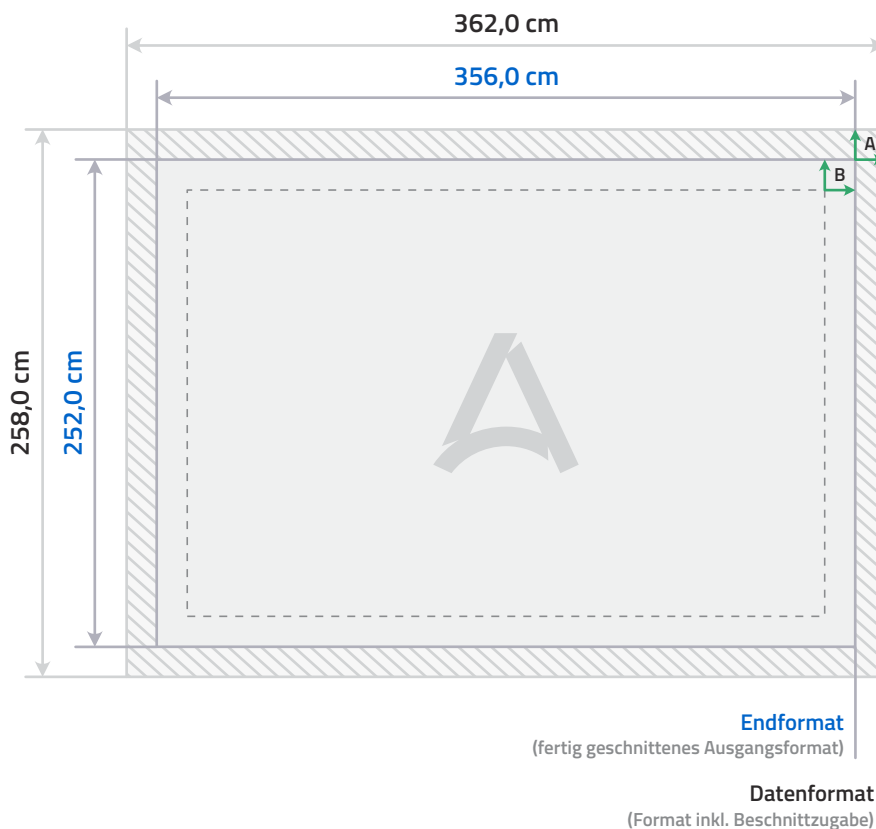 362,0 cm
356,0 cm
A
B
258,0 cm
252,0 cm
Endformat
(fertig geschnittenes Ausgangsformat)
Datenformat
(Format inkl. Beschnittzugabe)